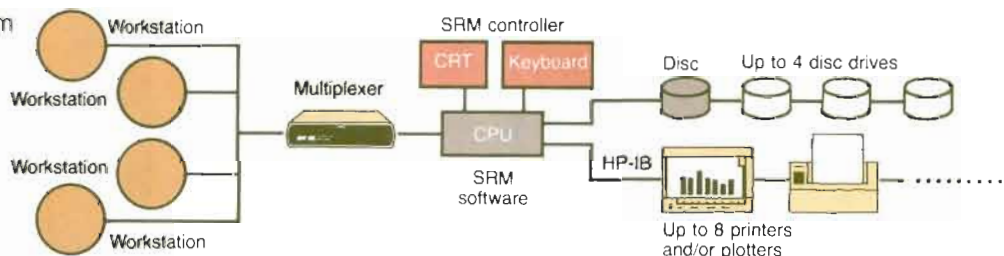 m
Workstation
Workstation
Workstation
Workstation
Multiplexer
SRM controller
CRT
Keyboard
CPU
SRM
software
Disc
Up to 4 disc drives
HP-IB
Up to 8 printers
and/or plotters